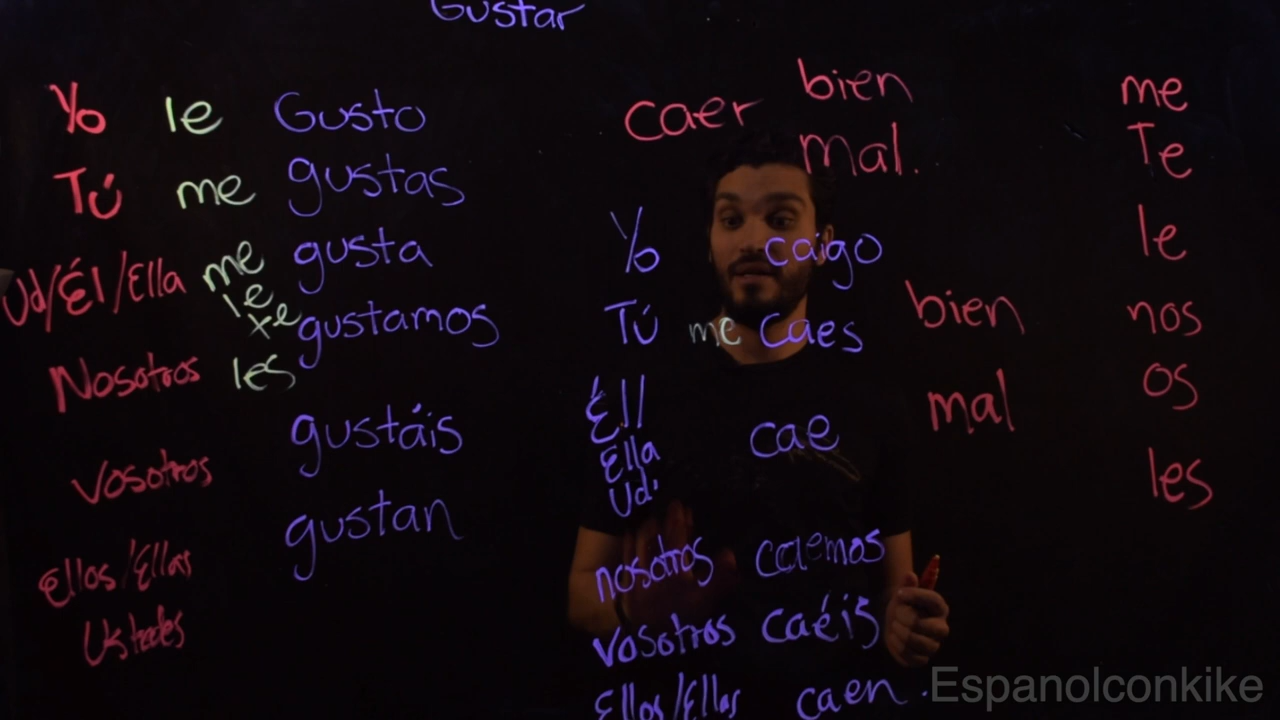 Gustar
Yo le Gusto
Tú me gustas
Ud/Él/Ella me gusta
le
te gustamos
Nosotros les
gustáis
Vosotros
gustan
Ellos/Ellas
Ustedes
caer bien
mal.
Yo caigo
Tú me caes bien
Éll cae mal
Ella
Ud.
nosotros caemos
vosotros caéis
Ellos/Ellas caen.
me
Te
le
nos
os
les
Espanolconkike